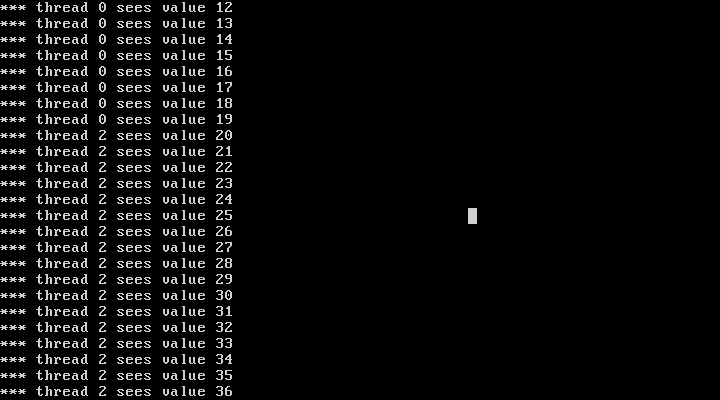 *** thread 0 sees value 12
*** thread 0 sees value 13
*** thread 0 sees value 14
*** thread 0 sees value 15
*** thread 0 sees value 16
*** thread 0 sees value 17
*** thread 0 sees value 18
*** thread 0 sees value 19
*** thread 2 sees value 20
*** thread 2 sees value 21
*** thread 2 sees value 22
*** thread 2 sees value 23
*** thread 2 sees value 24
*** thread 2 sees value 25
*** thread 2 sees value 26
*** thread 2 sees value 27
*** thread 2 sees value 28
*** thread 2 sees value 29
*** thread 2 sees value 30
*** thread 2 sees value 31
*** thread 2 sees value 32
*** thread 2 sees value 33
*** thread 2 sees value 34
*** thread 2 sees value 35
*** thread 2 sees value 36